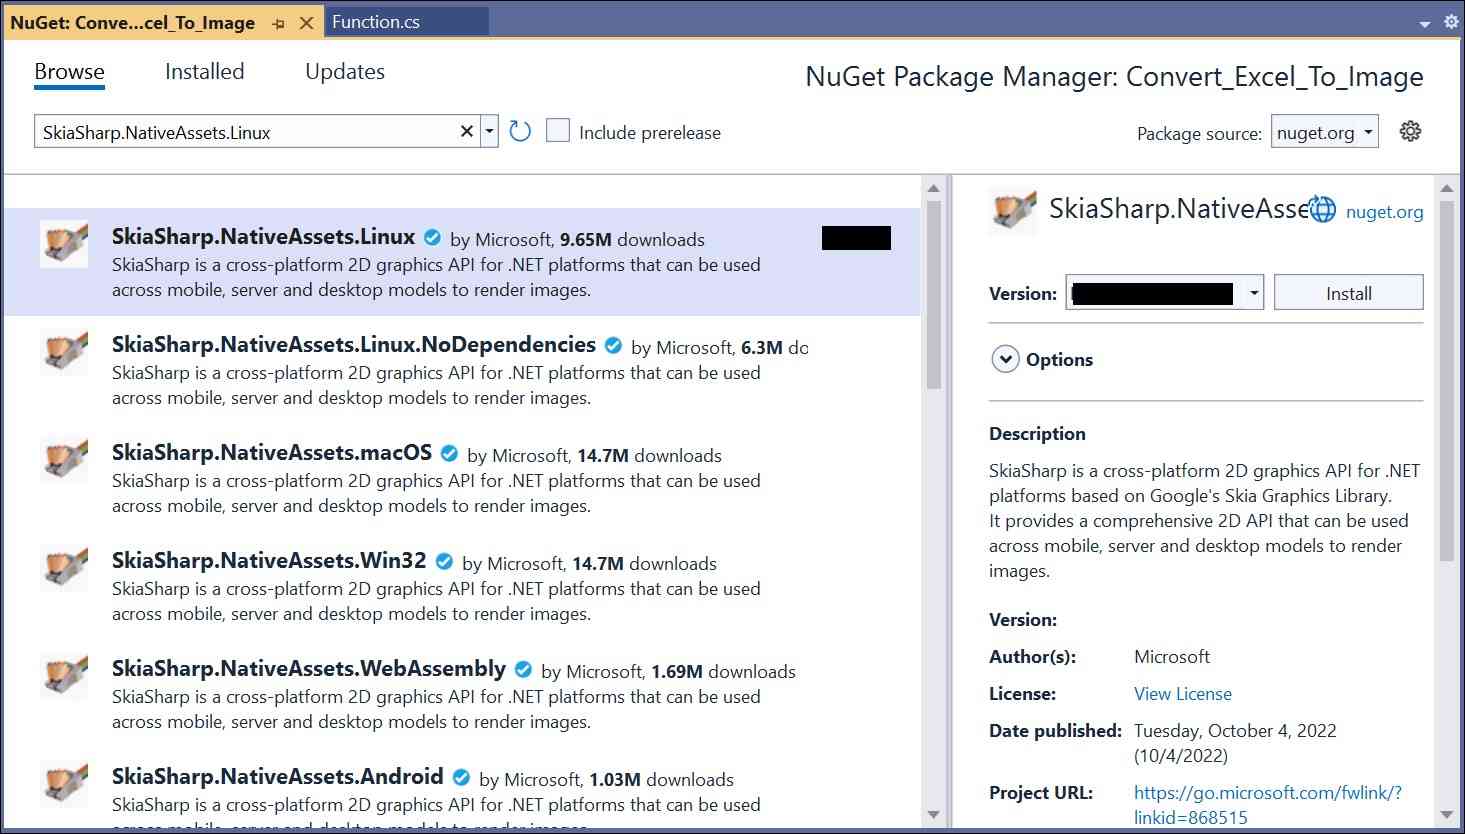 NuGet: Conve...cel_To_Image
Function.cs
Browse
Installed
Updates
NuGet Package Manager: Convert_Excel_To_Image
SkiaSharp.NativeAssets.Linux
Include prerelease
Package source:
nuget.org
SkiaSharp.NativeAssets.Linux by Microsoft, 9.65M downloads
SkiaSharp is a cross-platform 2D graphics API for .NET platforms that can be used
across mobile, server and desktop models to render images.
SkiaSharp.NativeAssets.Linux.NoDependencies by Microsoft, 6.3M dc
SkiaSharp is a cross-platform 2D graphics API for .NET platforms that can be used
across mobile, server and desktop models to render images.
SkiaSharp.NativeAssets.macOS by Microsoft, 14.7M downloads
SkiaSharp is a cross-platform 2D graphics API for .NET platforms that can be used
across mobile, server and desktop models to render images.
SkiaSharp.NativeAssets.Win32 by Microsoft, 14.7M downloads
SkiaSharp is a cross-platform 2D graphics API for .NET platforms that can be used
across mobile, server and desktop models to render images.
SkiaSharp.NativeAssets.WebAssembly by Microsoft, 1.69M downloads
SkiaSharp is a cross-platform 2D graphics API for .NET platforms that can be used
across mobile, server and desktop models to render images.
SkiaSharp.NativeAssets.Android by Microsoft, 1.03M downloads
SkiaSharp is a cross-platform 2D graphics API for .NET platforms that can be used
SkiaSharp.NativeAsse
nuget.org
Version:
Install
Options
Description
SkiaSharp is a cross-platform 2D graphics API for .NET
platforms based on Google's Skia Graphics Library.
It provides a comprehensive 2D API that can be used
across mobile, server and desktop models to render
images.
Version:
Author(s): Microsoft
License: View License
Date published: Tuesday, October 4, 2022
(10/4/2022)
Project URL: https://go.microsoft.com/fwlink/?
linkid=868515